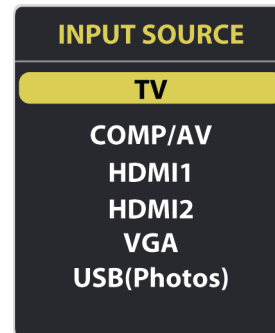 INPUT SOURCE
TV
COMP/AV
HDMI1
HDMI2
VGA
USB(Photos)